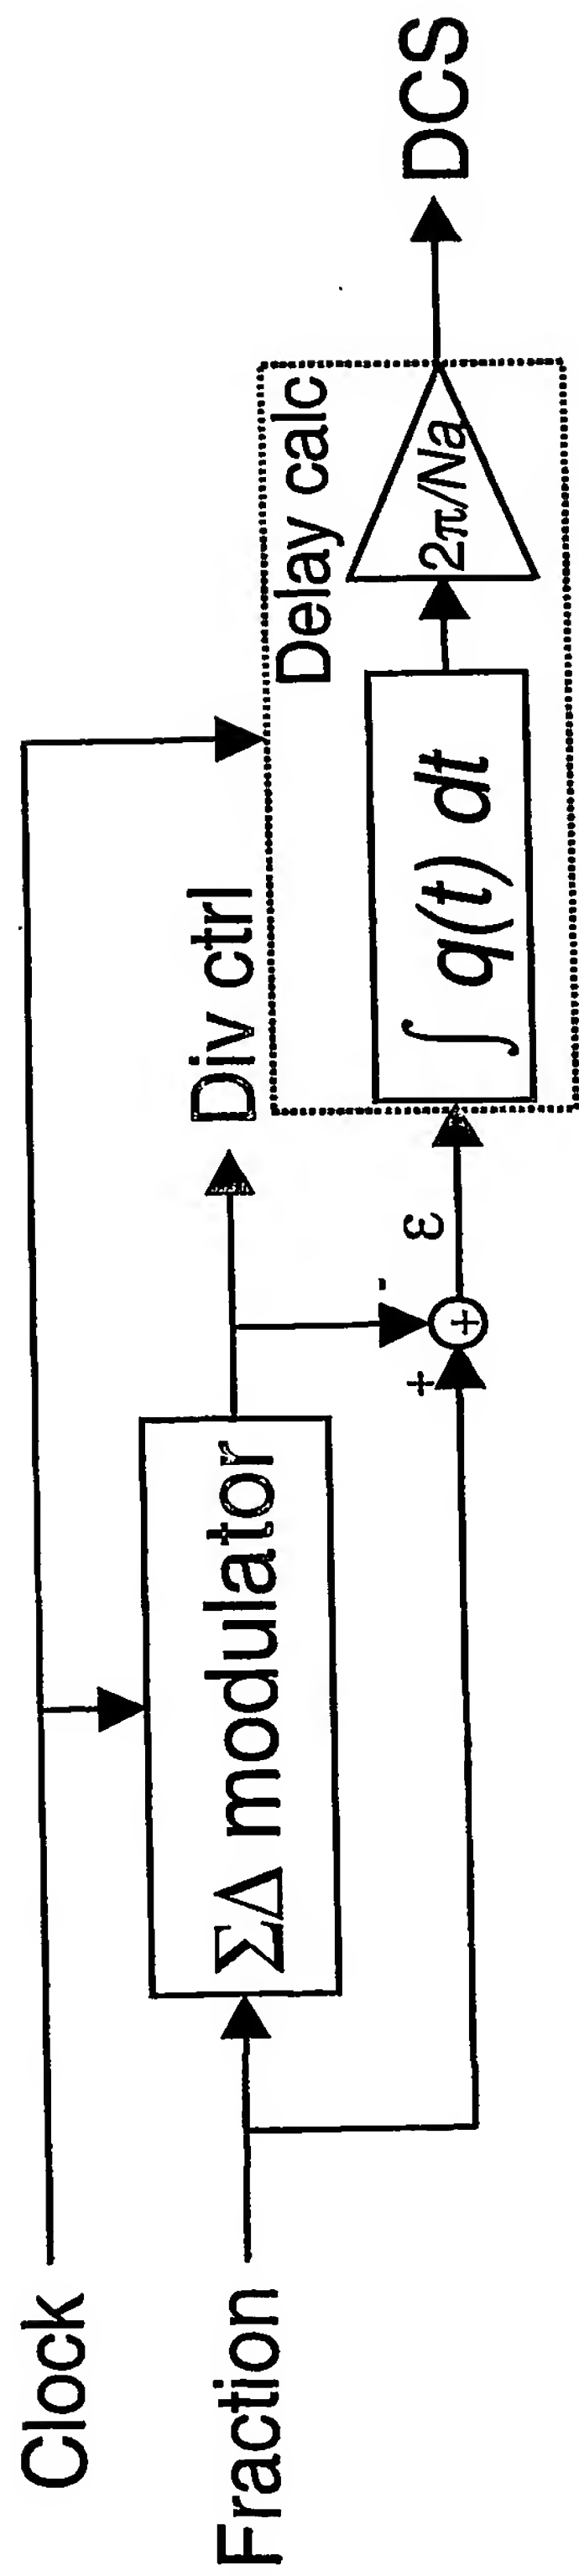 Clock
Fraction
ΣΔ modulator
Div ctrl
+
-
+
ε
Delay calc
∫ q(t) dt
2π/Na
DCS